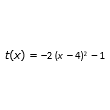 t(x) = −2 (x − 4)² − 1